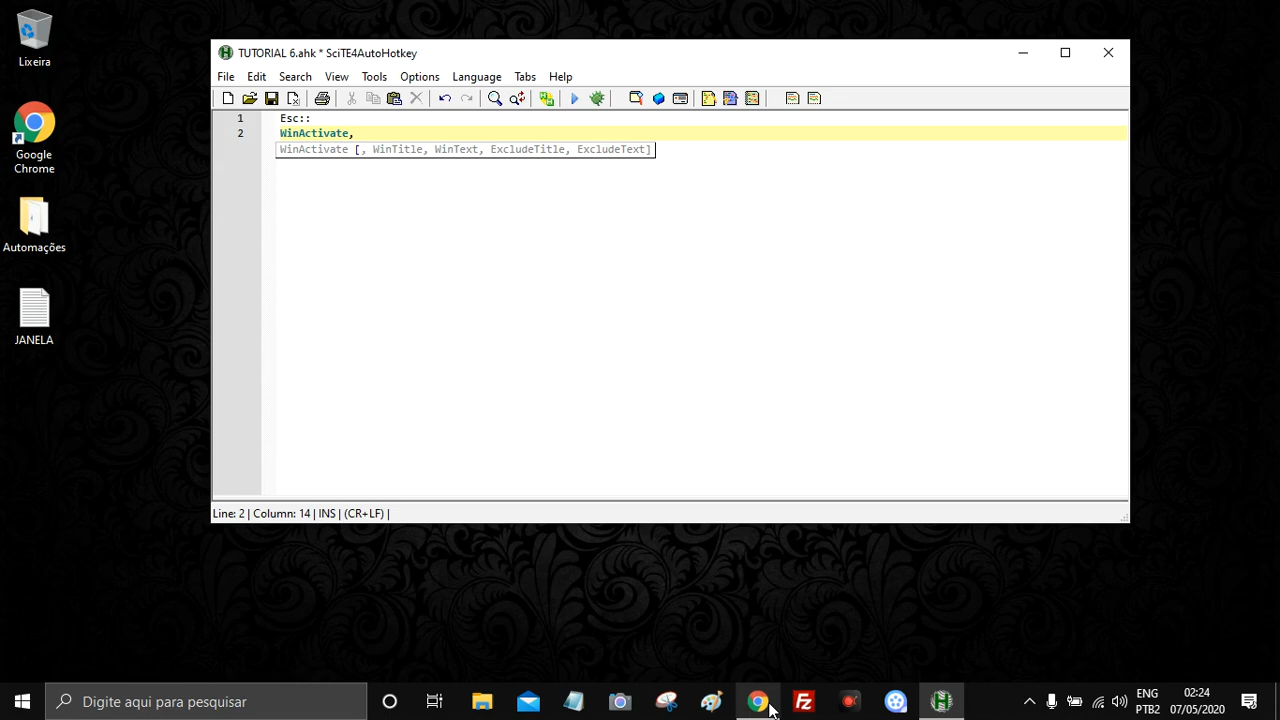 Lixeira
Google
Chrome
Automações
JANELA
TUTORIAL 6.ahk * SciTE4AutoHotkey
File Edit Search View Tools Options Language Tabs Help
1 Esc::
2 WinActivate,
WinActivate [, WinTitle, WinText, ExcludeTitle, ExcludeText]
Line: 2 | Column: 14 | INS | (CR+LF) |
Digite aqui para pesquisar
Fz
ENG
PTB2
02:24
07/05/2020